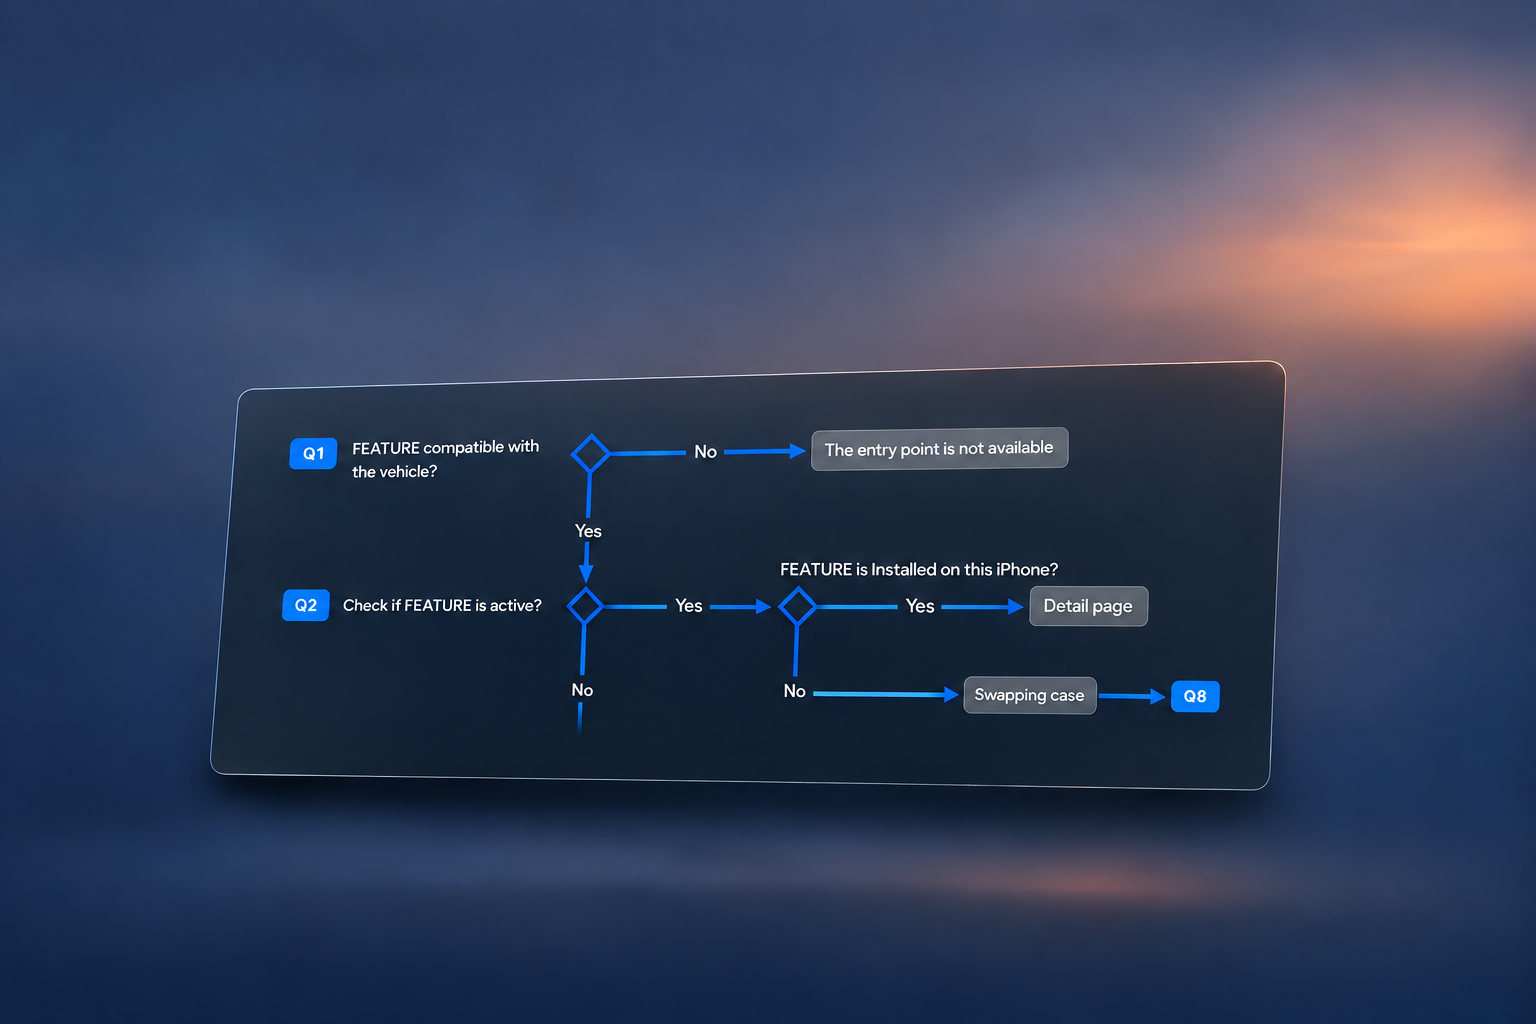 Q1
FEATURE compatible with
the vehicle?
No
The entry point is not available
Yes
FEATURE is Installed on this iPhone?
Q2
Check if FEATURE is active?
Yes
Yes
Detail page
No
No
Swapping case
Q8